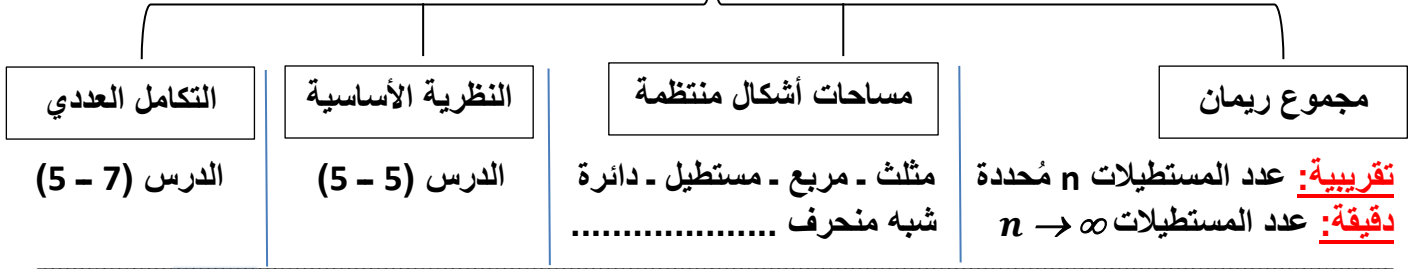 مجموع ريمان
تقريبية: عدد المستطيلات n مُحددة
دقيقة: عدد المستطيلات n → ∞
مساحات أشكال منتظمة
مثلث ـ مربع ـ مستطيل ـ دائرة
شبه منحرف .....................
النظرية الأساسية
الدرس (5 – 5)
التكامل العددي
الدرس (7 – 5)